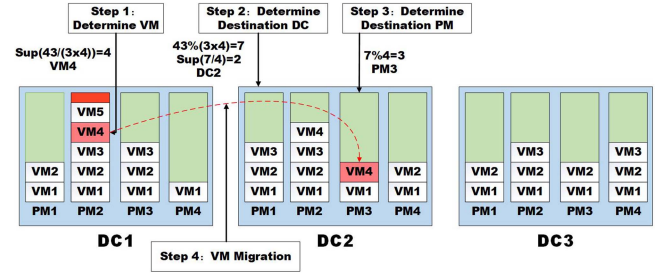 Step 1: Determine VM
Step 2: Determine Destination DC
Step 3: Determine Destination PM
Sup(43/(3x4))=4
VM4
43%(3x4)=7
Sup(7/4)=2
DC2
7%4=3
PM3
VM2
VM1
PM1
VM5
VM4
VM3
VM2
VM1
PM2
VM3
VM2
VM1
PM3
VM1
PM4
DC1
VM3
VM2
VM1
PM1
VM4
VM3
VM2
VM1
PM2
VM4
VM1
PM3
VM2
VM1
PM4
DC2
VM2
VM1
PM1
VM3
VM2
VM1
PM2
VM2
VM1
PM3
VM3
VM2
VM1
PM4
DC3
Step 4: VM Migration